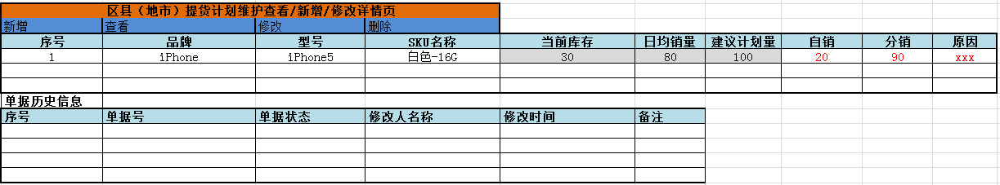 区县（地市）提货计划维护查看/新增/修改详情页
新增 查看 修改 删除
序号 品牌 型号 SKU名称 当前库存 日均销量 建议计划量 自销 分销 原因
1 iPhone iPhone5 白色-16G 30 80 100 20 90 xxx
单据历史信息
序号 单据号 单据状态 修改人名称 修改时间 备注